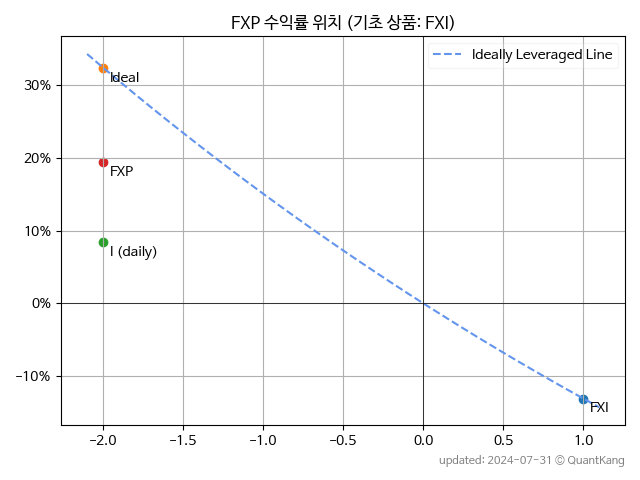 FXP 수익률 위치 (기초 상품: FXI)
Ideally Leveraged Line
Ideal
30%
20%
FXP
10%
I (daily)
0%
−10%
FXI
−2.0 −1.5 −1.0 −0.5 0.0 0.5 1.0
updated: 2024-07-31 © QuantKang